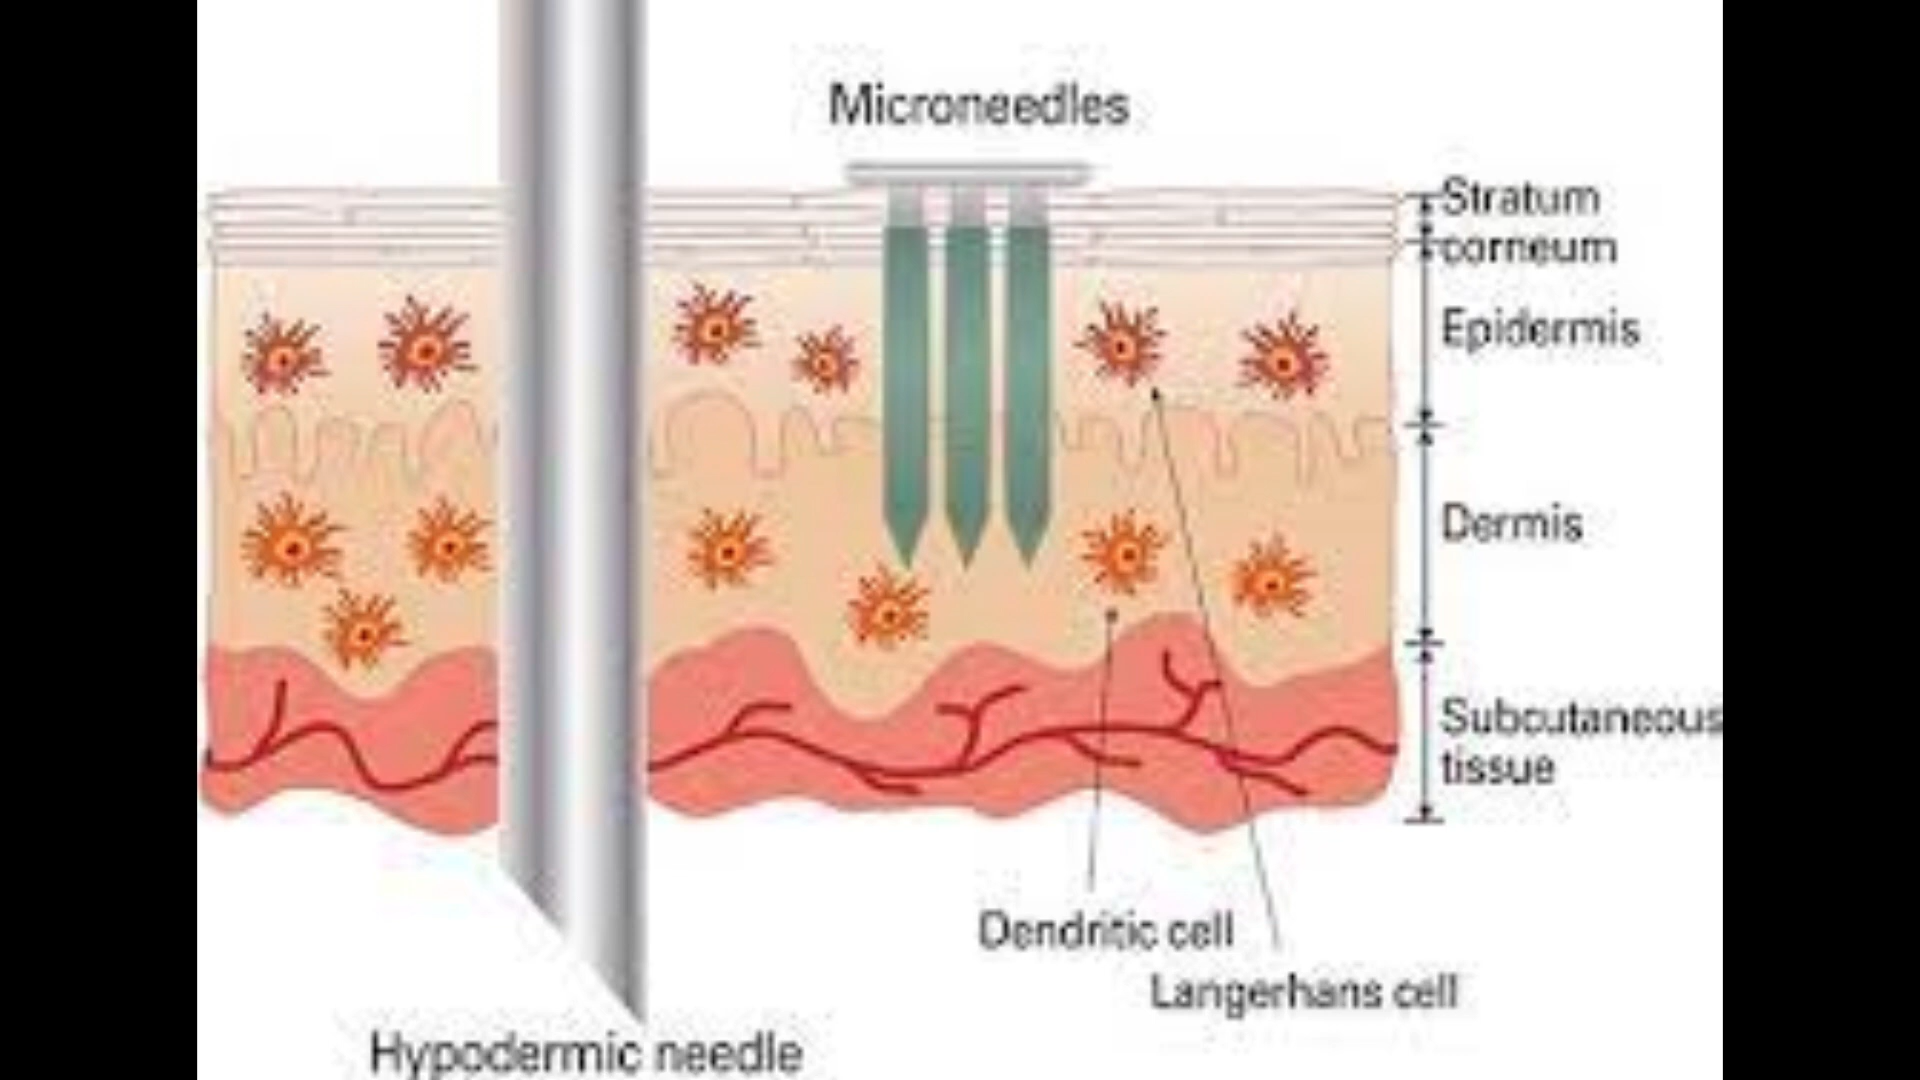 Microneedles
Stratum
corneum
Epidermis
Dermis
Subcutaneous
tissue
Dendritic cell
Langerhans cell
Hypodermic needle